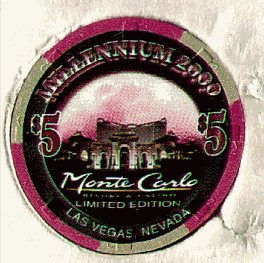 MILLENNIUM 2000
$5 $5
Monte Carlo
RESORT & CASINO
LIMITED EDITION
LAS VEGAS, NEVADA